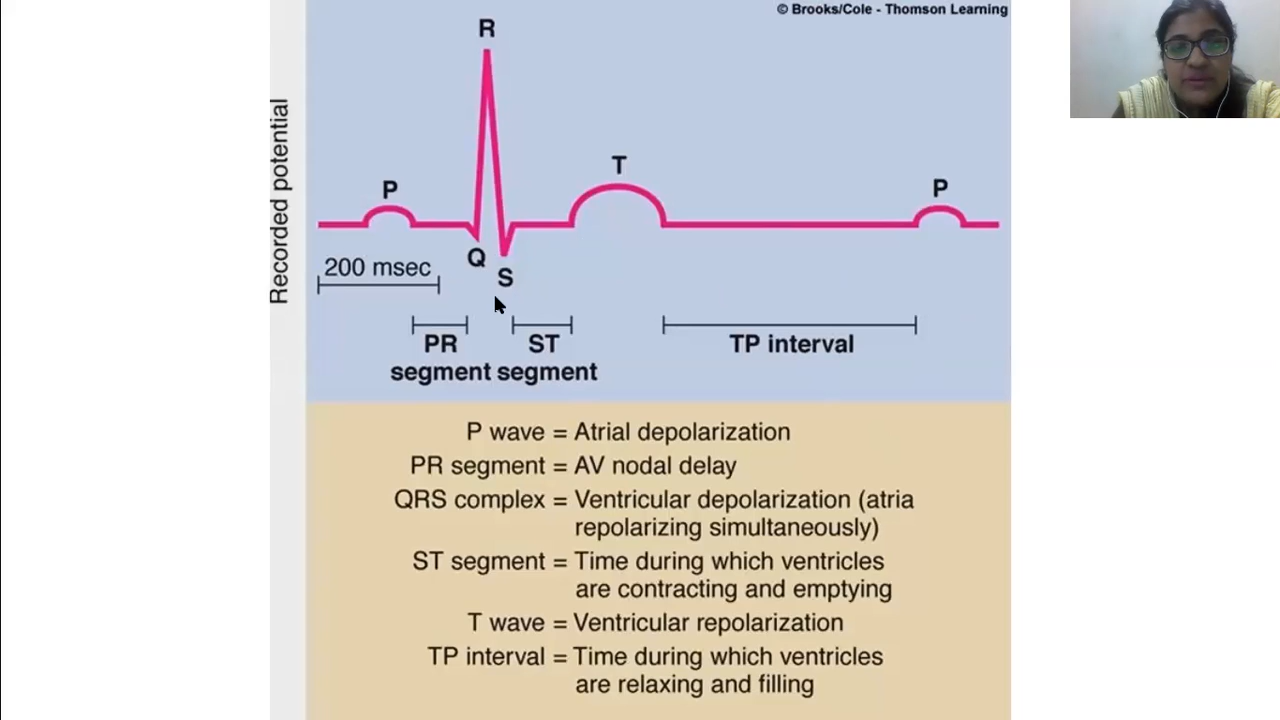 © Brooks/Cole - Thomson Learning
R
T
P
P
Recorded potential
Q
200 msec
S
PR segment
ST segment
TP interval
P wave = Atrial depolarization
PR segment = AV nodal delay
QRS complex = Ventricular depolarization (atria
repolarizing simultaneously)
ST segment = Time during which ventricles
are contracting and emptying
T wave = Ventricular repolarization
TP interval = Time during which ventricles
are relaxing and filling